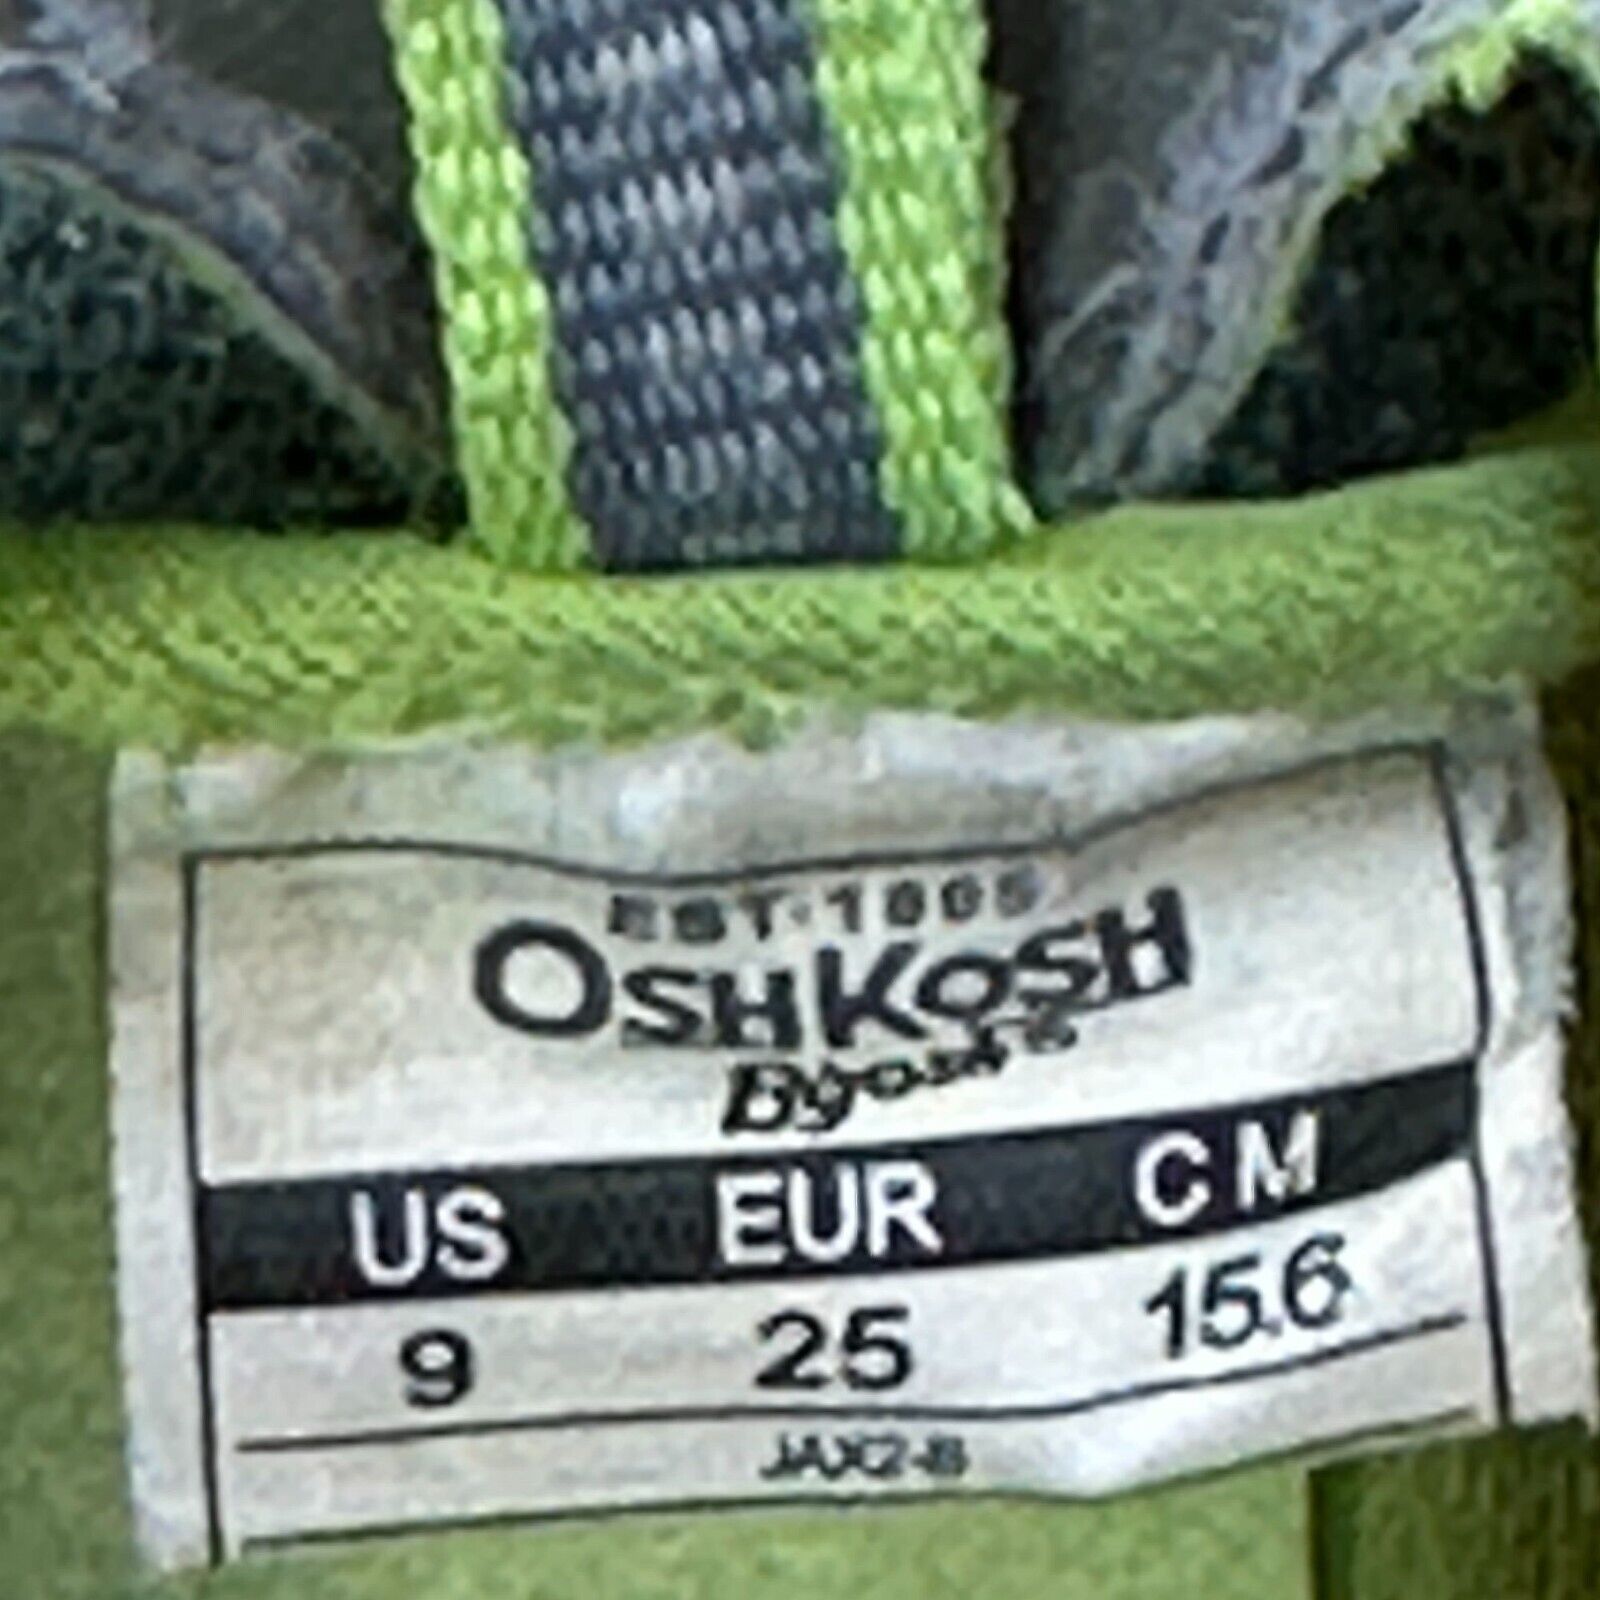 EST·1895
OSHKOSH
B'gosh®
US EUR CM
9 25 15.6
JAX2-B